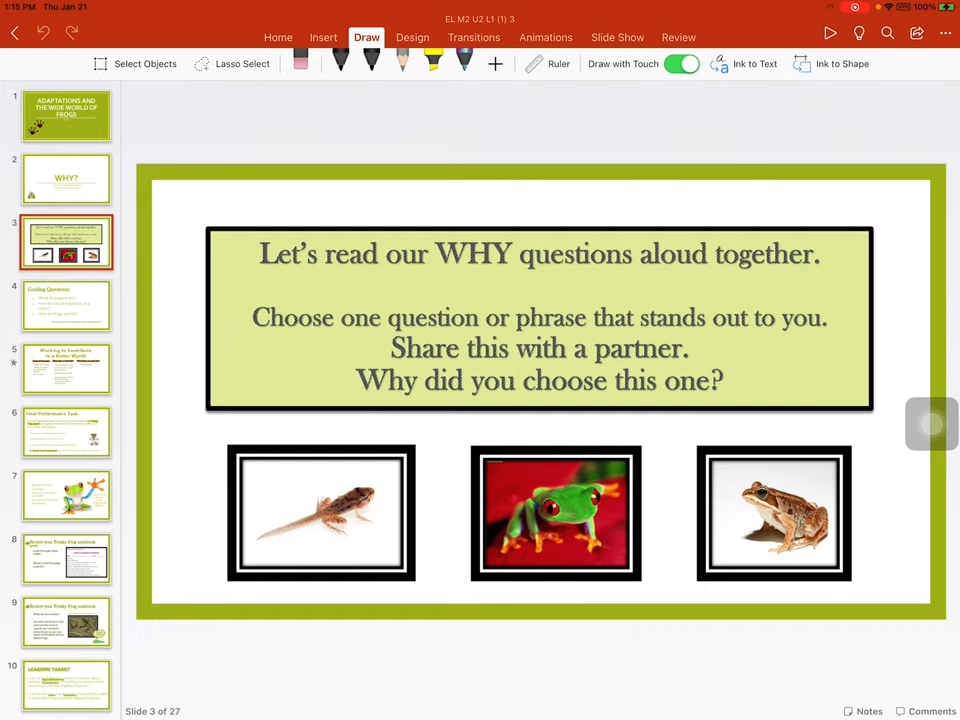 1:15 PM Thu Jan 21
100%
EL M2 U2 L1 (1) 3
Home Insert Draw Design Transitions Animations Slide Show Review
Select Objects Lasso Select Ruler Draw with Touch Ink to Text Ink to Shape
1
ADAPTATIONS AND
THE WIDE WORLD OF
FROGS
2
WHY?
3
4
Guiding Questions:
5
Working to Contribute
to a Better World
6
Final Performance Task:
7
8
Review your Freaky Frog notebook
9
Review your Freaky Frog notebook
10
LEARNING TARGET
Let's read our WHY questions aloud together.
Choose one question or phrase that stands out to you.
Share this with a partner.
Why did you choose this one?
Slide 3 of 27
Notes Comments